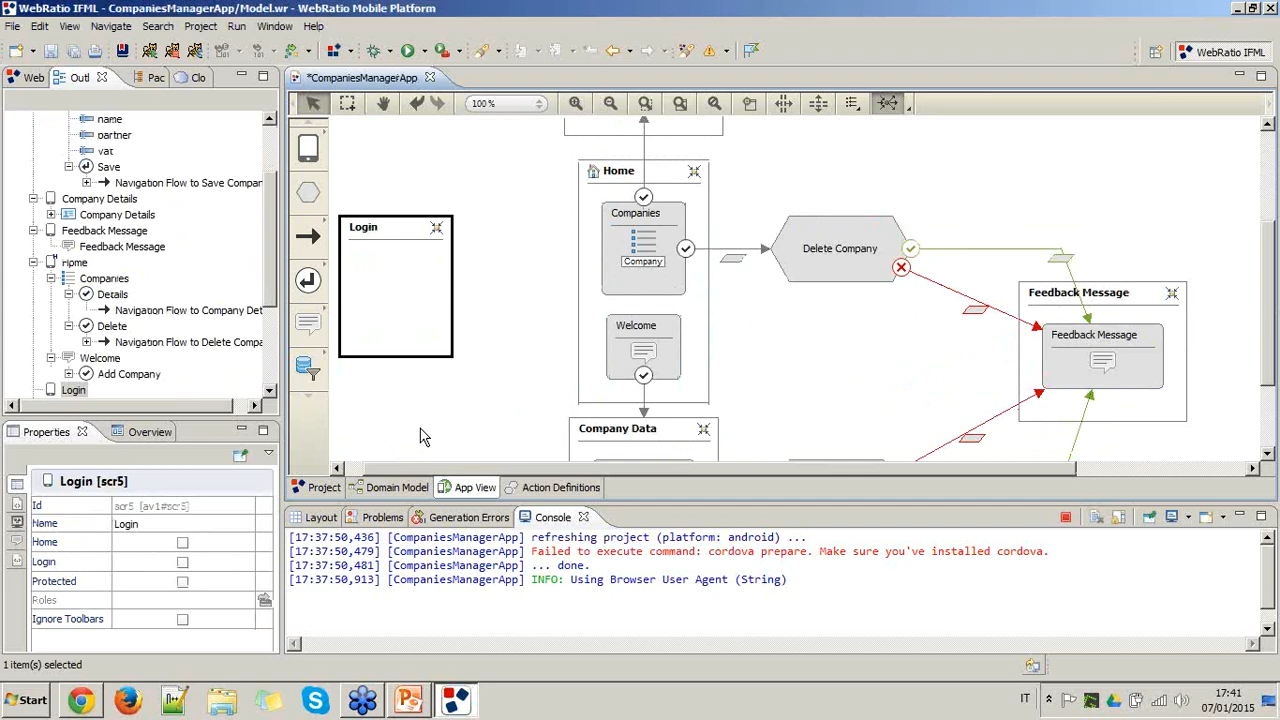 WebRatio IFML - CompaniesManagerApp/Model.wr - WebRatio Mobile Platform
File Edit View Navigate Search Project Run Window Help
WebRatio IFML
Web Outl Pac Clo
*CompaniesManagerApp
100%
name
partner
vat
Save
Navigation Flow to Save Compar
Company Details
Company Details
Feedback Message
Feedback Message
Home
Companies
Details
Navigation Flow to Company Det
Delete
Navigation Flow to Delete Compa
Welcome
Add Company
Login
Login
Home
Companies
Company
Welcome
Company Data
Delete Company
Feedback Message
Feedback Message
Project Domain Model App View Action Definitions
Properties Overview
Login [scr5]
Id scr5 [av1#scr5]
Name Login
Home
Login
Protected
Roles
Ignore Toolbars
Layout Problems Generation Errors Console
[17:37:50,436] [CompaniesManagerApp] refreshing project (platform: android) ...
[17:37:50,479] [CompaniesManagerApp] Failed to execute command: cordova prepare. Make sure you've installed cordova.
[17:37:50,481] [CompaniesManagerApp] ... done.
[17:37:50,913] [CompaniesManagerApp] INFO: Using Browser User Agent (String)
1 item(s) selected
Start
IT
17:41
07/01/2015